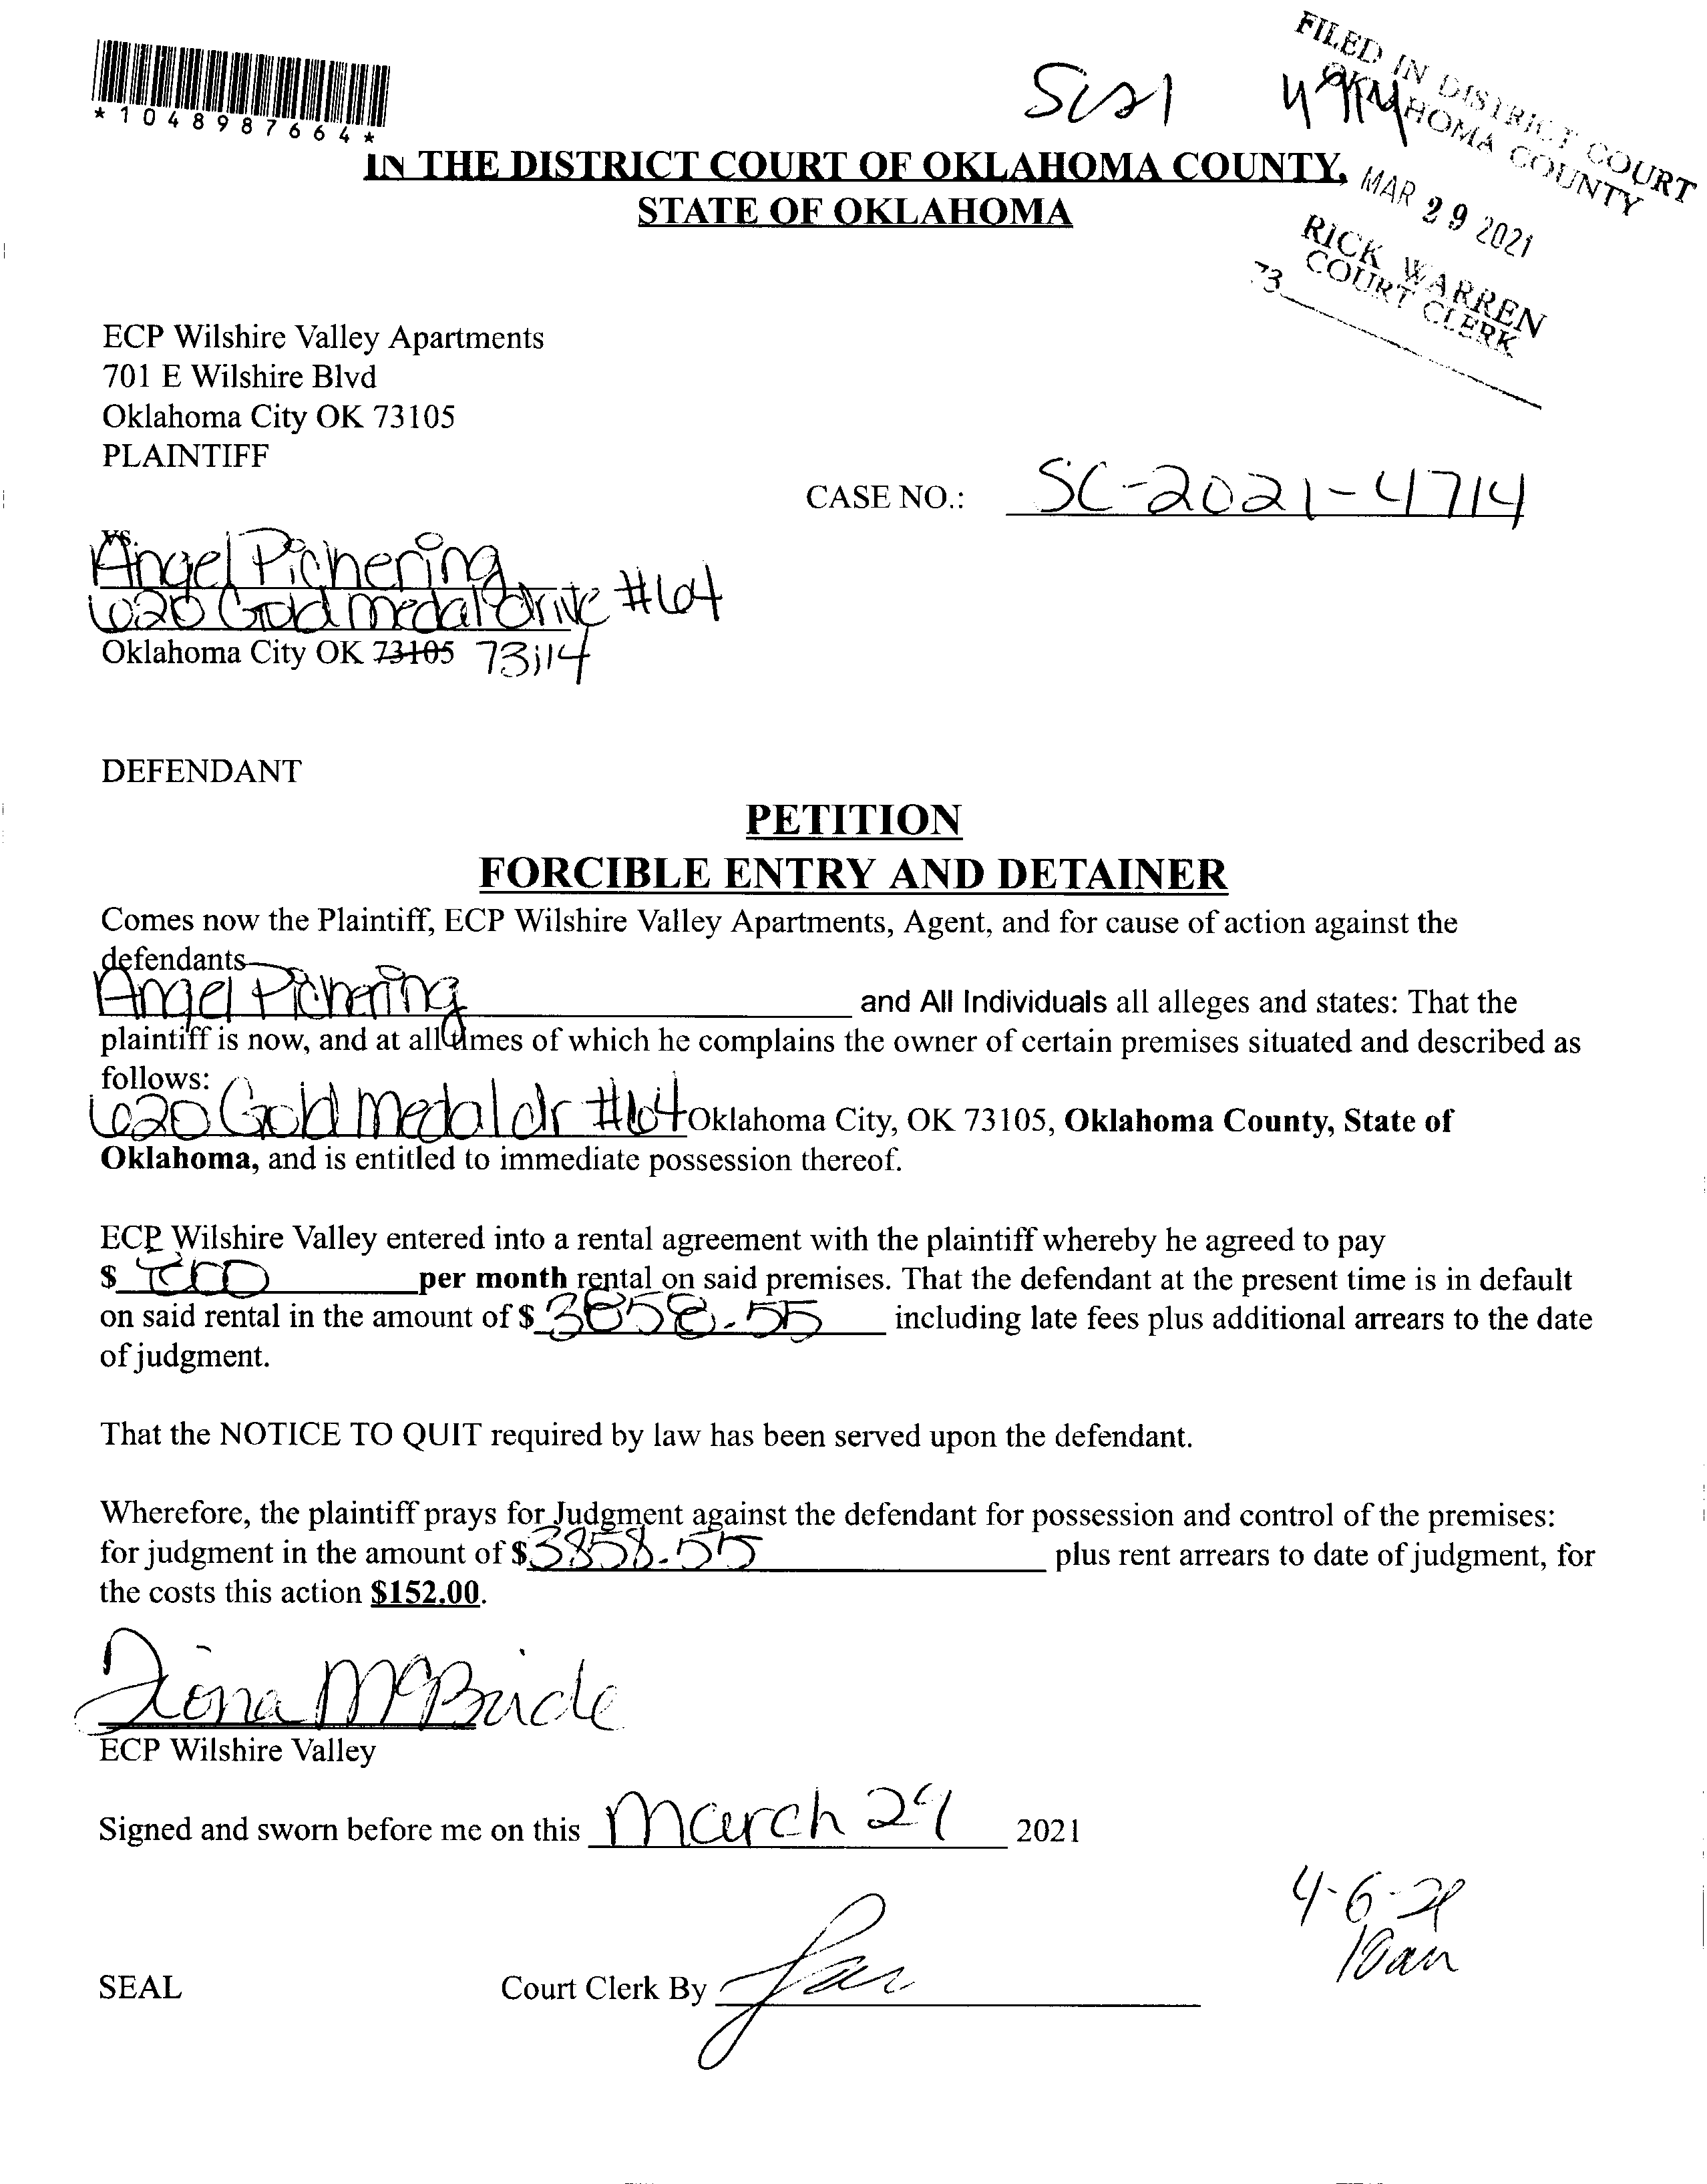 *1048987664*
FILED IN DISTRICT COURT
OKLAHOMA COUNTY
MAR 29 2021
RICK WARREN
COURT CLERK
73
IN THE DISTRICT COURT OF OKLAHOMA COUNTY,
STATE OF OKLAHOMA
ECP Wilshire Valley Apartments
701 E Wilshire Blvd
Oklahoma City OK 73105
PLAINTIFF
CASE NO.: SC-2021-4714
vs.
Angel Pichering
620 Gold medal drive #164
Oklahoma City OK 73105 73114
DEFENDANT
PETITION
FORCIBLE ENTRY AND DETAINER
Comes now the Plaintiff, ECP Wilshire Valley Apartments, Agent, and for cause of action against the
defendants
Angel Pichering and All Individuals all alleges and states: That the
plaintiff is now, and at all times of which he complains the owner of certain premises situated and described as
follows:
620 Gold Medal dr #164 Oklahoma City, OK 73105, Oklahoma County, State of
Oklahoma, and is entitled to immediate possession thereof.
ECP Wilshire Valley entered into a rental agreement with the plaintiff whereby he agreed to pay
$ per month rental on said premises. That the defendant at the present time is in default
on said rental in the amount of $ 3858.55 including late fees plus additional arrears to the date
of judgment.
That the NOTICE TO QUIT required by law has been served upon the defendant.
Wherefore, the plaintiff prays for Judgment against the defendant for possession and control of the premises:
for judgment in the amount of $3858.55 plus rent arrears to date of judgment, for
the costs this action $152.00.
McBride
ECP Wilshire Valley
Signed and sworn before me on this March 29 2021
4-6-21
10am
SEAL Court Clerk By